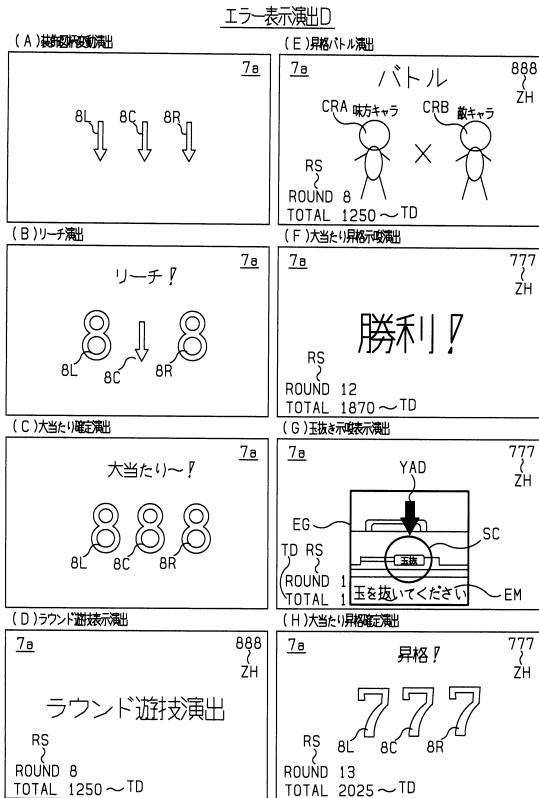 エラー表示演出D
(A)装飾図柄変動演出
7a
8L
8C
8R
(B)リーチ演出
7a
リーチ!
8L
8C
8R
(C)大当たり確定演出
7a
大当たり~!
8L
8C
8R
(D)ラウンド遊技表示演出
7a
888
ZH
ラウンド遊技演出
RS
ROUND 8
TOTAL 1250
TD
(E)昇格バトル演出
7a
バトル
888
ZH
CRA
味方キャラ
CRB
敵キャラ
RS
ROUND 8
TOTAL 1250
TD
(F)大当たり昇格示唆演出
7a
777
ZH
勝利!
RS
ROUND 12
TOTAL 1870
TD
(G)玉抜き示唆表示演出
7a
777
ZH
YAD
EG
SC
TD RS
玉抜
ROUND 1
TOTAL 1
玉を抜いてください
EM
(H)大当たり昇格確定演出
7a
777
ZH
昇格!
777
8L
8C
8R
RS
ROUND 13
TOTAL 2025
TD